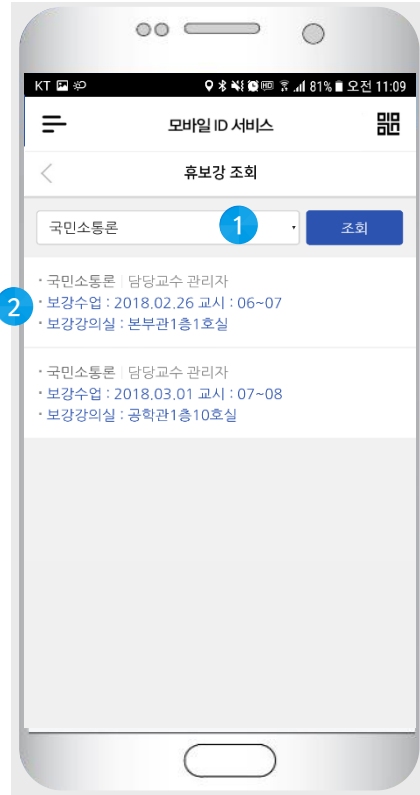 KT HD 81% 오전 11:09
모바일 ID 서비스
휴보강 조회
국민소통론 1 조회
· 국민소통론 | 담당교수 관리자
2 · 보강수업 : 2018.02.26 교시 : 06~07
· 보강강의실 : 본부관1층1호실
· 국민소통론 | 담당교수 관리자
· 보강수업 : 2018.03.01 교시 : 07~08
· 보강강의실 : 공학관1층10호실